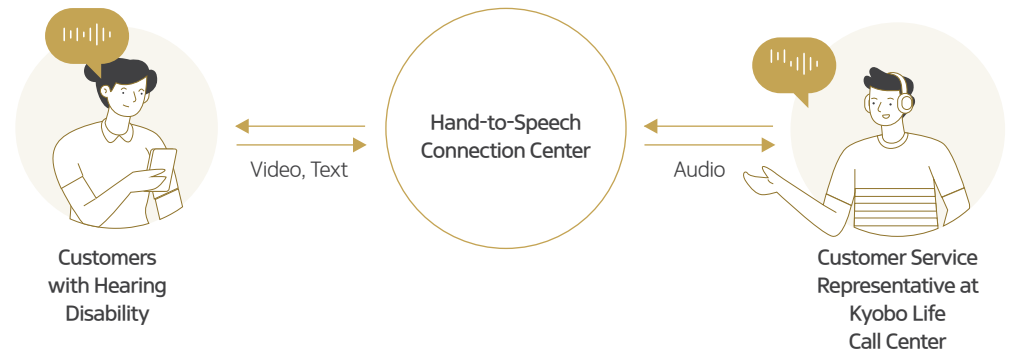 Hand-to-Speech
Connection Center
Video, Text
Audio
Customers
with Hearing
Disability
Customer Service
Representative at
Kyobo Life
Call Center